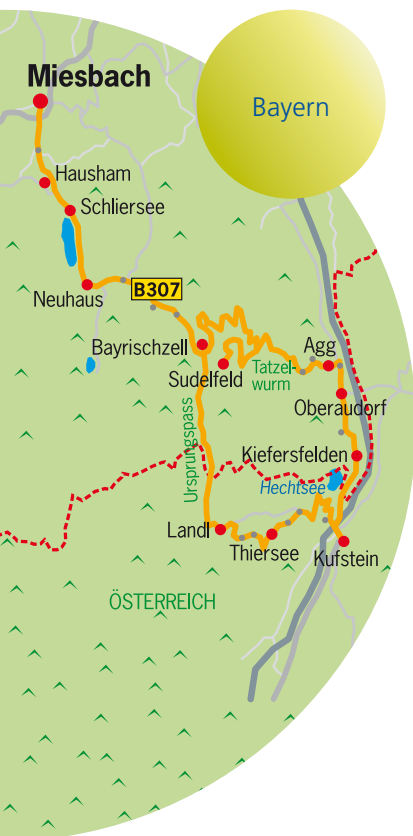 Miesbach
Bayern
Hausham
Schliersee
Neuhaus
B307
Bayrischzell
Agg
Sudelfeld
Tatzel-
wurm
Oberaudorf
Ursprungspass
Kiefersfelden
Hechtsee
Landl
Thiersee
Kufstein
ÖSTERREICH